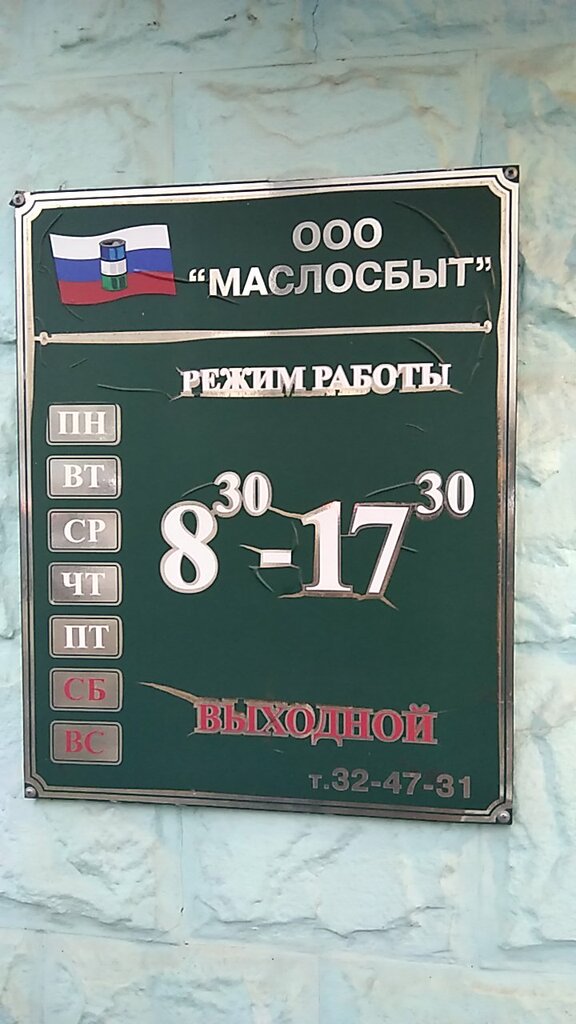 ООО
“МАСЛОСБЫТ”
РЕЖИМ РАБОТЫ
ПН
ВТ
СР
ЧТ
ПТ
8 30 - 17 30
СБ
ВС
ВЫХОДНОЙ
т.32-47-31